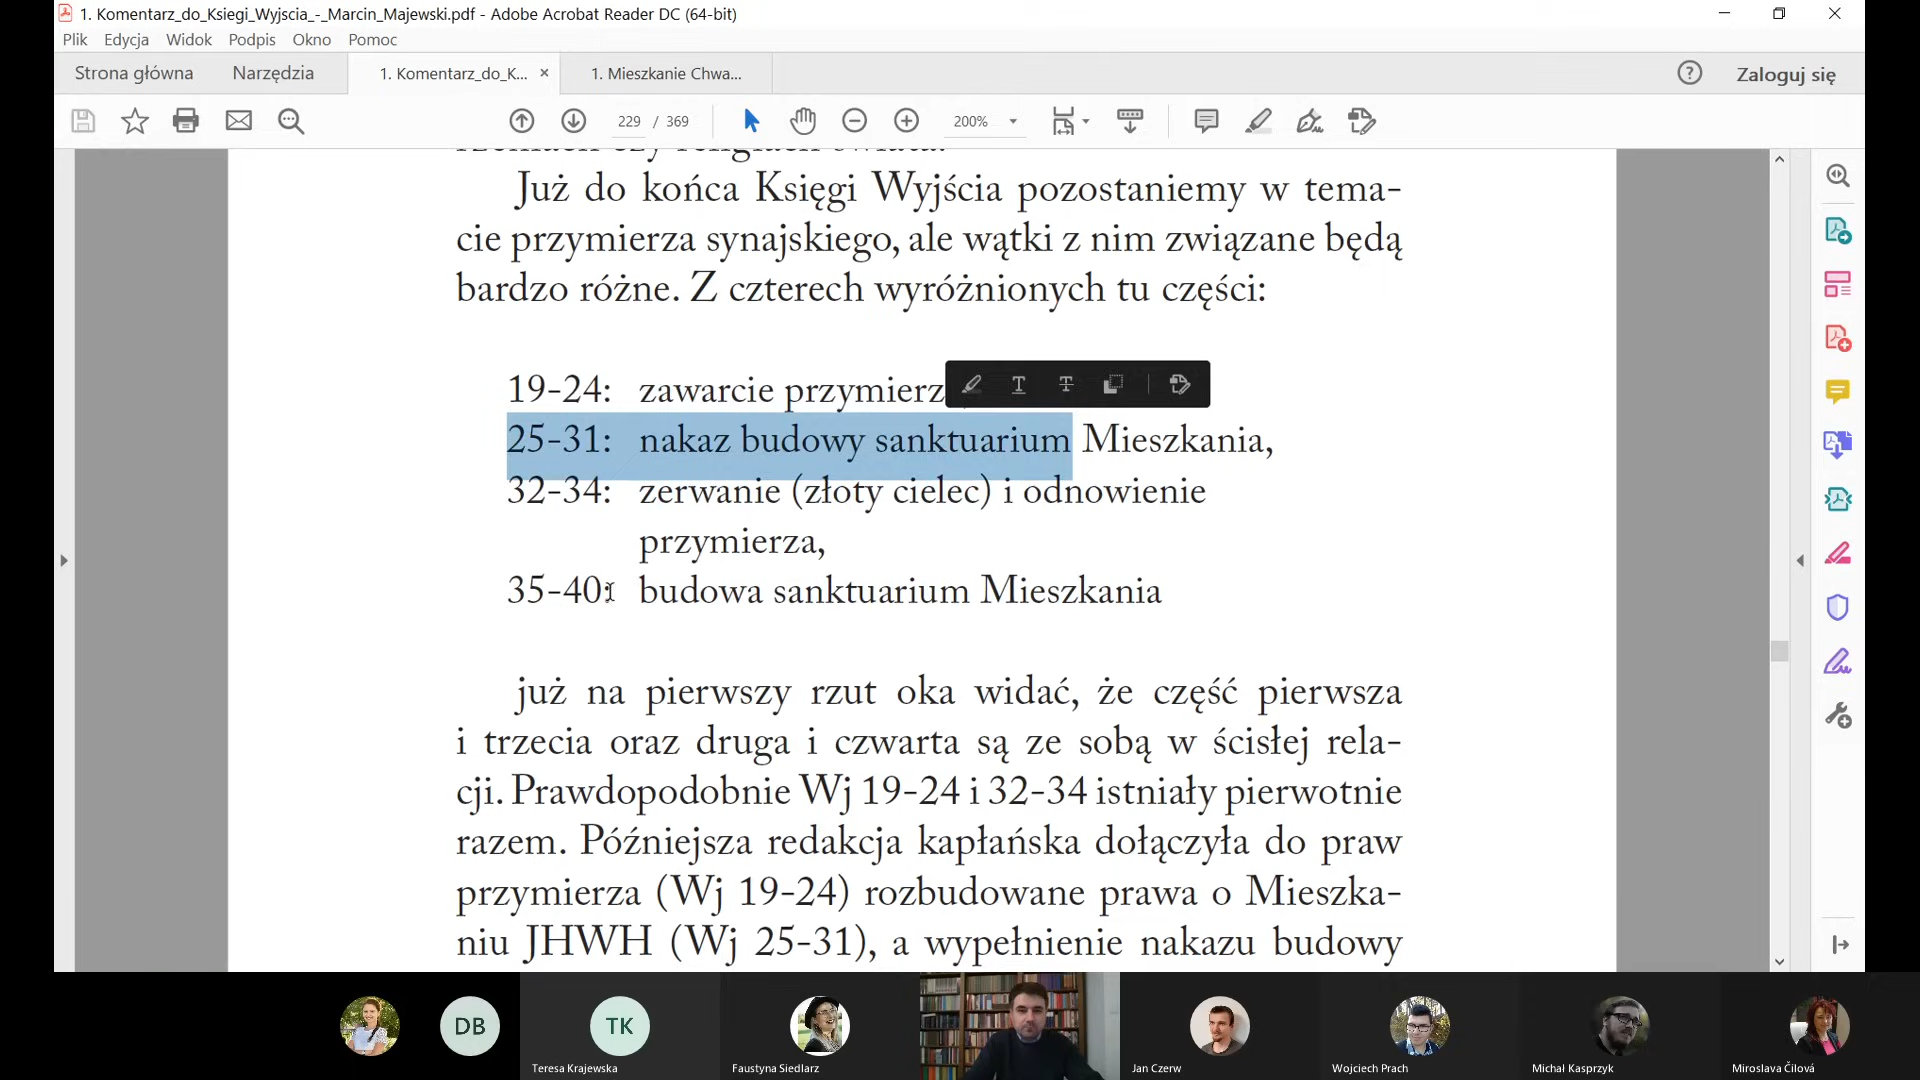 1. Komentarz_do_Ksiegi_Wyjscia_-_Marcin_Majewski.pdf - Adobe Acrobat Reader DC (64-bit)
Plik Edycja Widok Podpis Okno Pomoc
Strona główna Narzędzia 1. Komentarz_do_K... × 1. Mieszkanie Chwa... Zaloguj się
229 / 369 200%
rzeniach czy religiach świata.
Już do końca Księgi Wyjścia pozostaniemy w tema-
cie przymierza synajskiego, ale wątki z nim związane będą
bardzo różne. Z czterech wyróżnionych tu części:
19-24: zawarcie przymierz
25-31: nakaz budowy sanktuarium Mieszkania,
32-34: zerwanie (złoty cielec) i odnowienie
przymierza,
35-40: budowa sanktuarium Mieszkania
już na pierwszy rzut oka widać, że część pierwsza
i trzecia oraz druga i czwarta są ze sobą w ścisłej rela-
cji. Prawdopodobnie Wj 19-24 i 32-34 istniały pierwotnie
razem. Późniejsza redakcja kapłańska dołączyła do praw
przymierza (Wj 19-24) rozbudowane prawa o Mieszka-
niu JHWH (Wj 25-31), a wypełnienie nakazu budowy
DB TK
Teresa Krajewska Faustyna Siedlarz Jan Czerw Wojciech Prach Michał Kasprzyk Miroslava Čilová